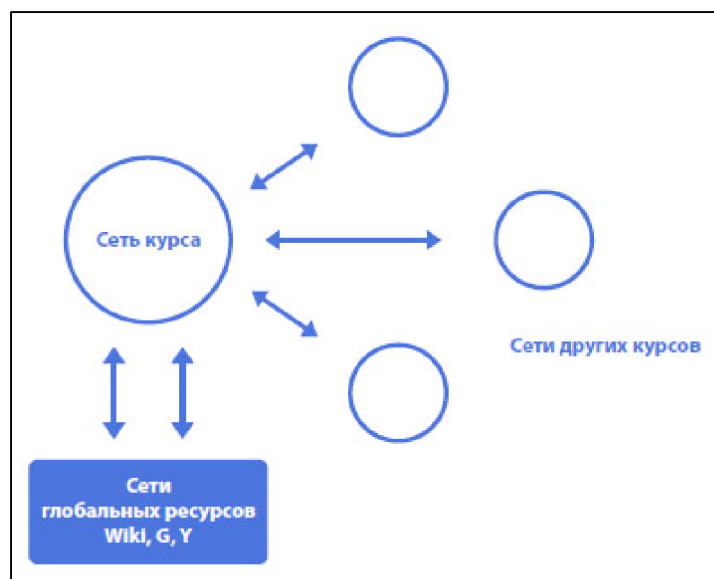 Сеть курса
Сети других курсов
Сети
глобальных ресурсов
Wiki, G, Y